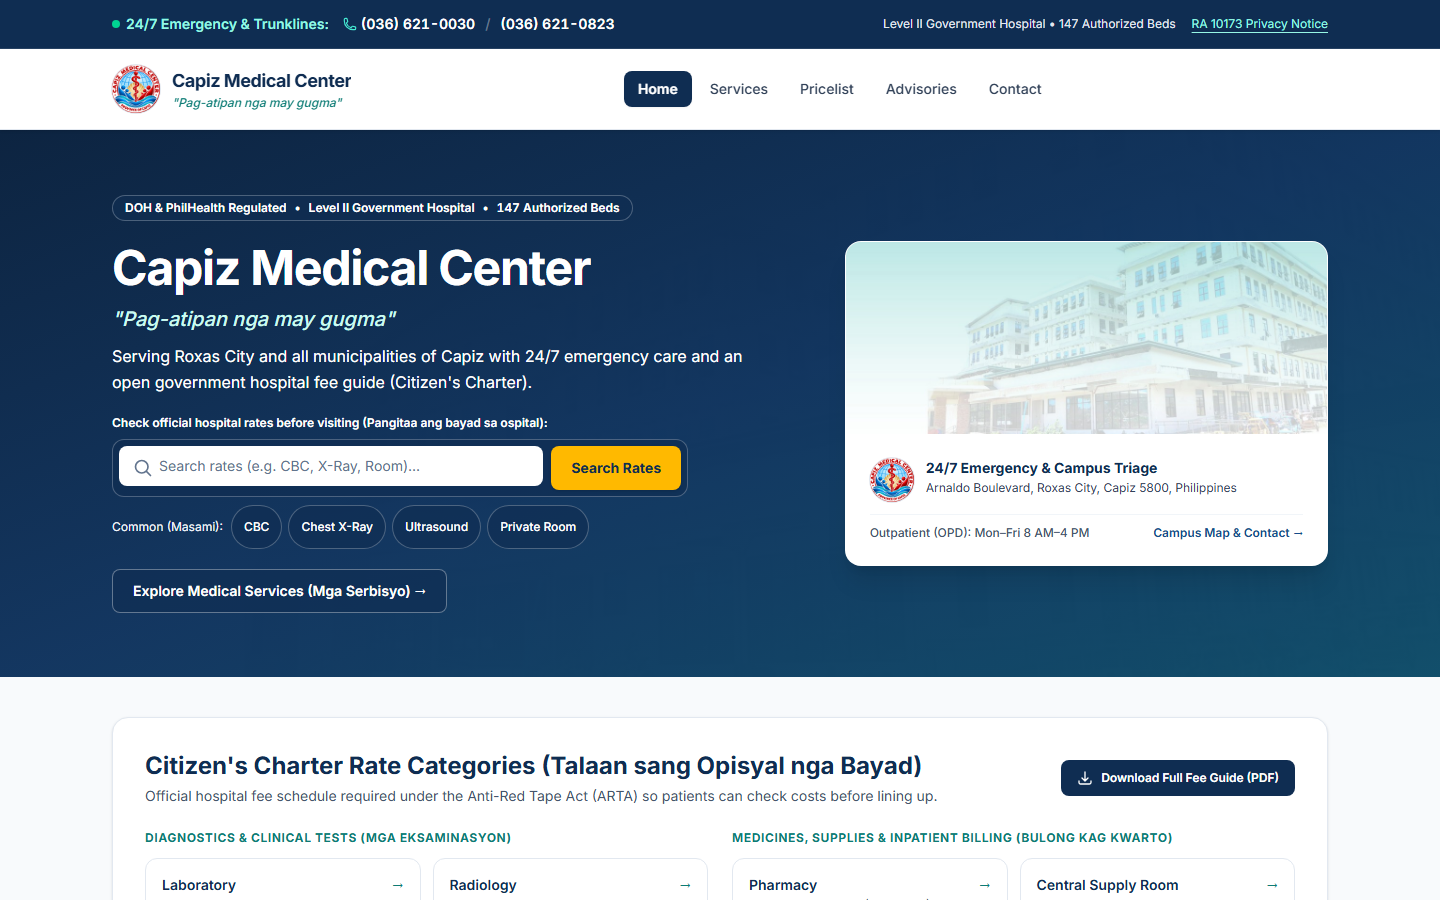 24/7 Emergency & Trunklines: (036) 621-0030 / (036) 621-0823
Level II Government Hospital • 147 Authorized Beds RA 10173 Privacy Notice
Capiz Medical Center
"Pag-atipan nga may gugma"
Home Services Pricelist Advisories Contact
DOH & PhilHealth Regulated • Level II Government Hospital • 147 Authorized Beds
Capiz Medical Center
"Pag-atipan nga may gugma"
Serving Roxas City and all municipalities of Capiz with 24/7 emergency care and an
open government hospital fee guide (Citizen's Charter).
Check official hospital rates before visiting (Pangitaa ang bayad sa ospital):
Search rates (e.g. CBC, X-Ray, Room)... Search Rates
Common (Masami): CBC Chest X-Ray Ultrasound Private Room
Explore Medical Services (Mga Serbisyo) →
24/7 Emergency & Campus Triage
Arnaldo Boulevard, Roxas City, Capiz 5800, Philippines
Outpatient (OPD): Mon–Fri 8 AM–4 PM Campus Map & Contact →
Citizen's Charter Rate Categories (Talaan sang Opisyal nga Bayad)
Official hospital fee schedule required under the Anti-Red Tape Act (ARTA) so patients can check costs before lining up.
Download Full Fee Guide (PDF)
DIAGNOSTICS & CLINICAL TESTS (MGA EKSAMINASYON)
Laboratory →
Radiology →
MEDICINES, SUPPLIES & INPATIENT BILLING (BULONG KAG KWARTO)
Pharmacy →
Central Supply Room →